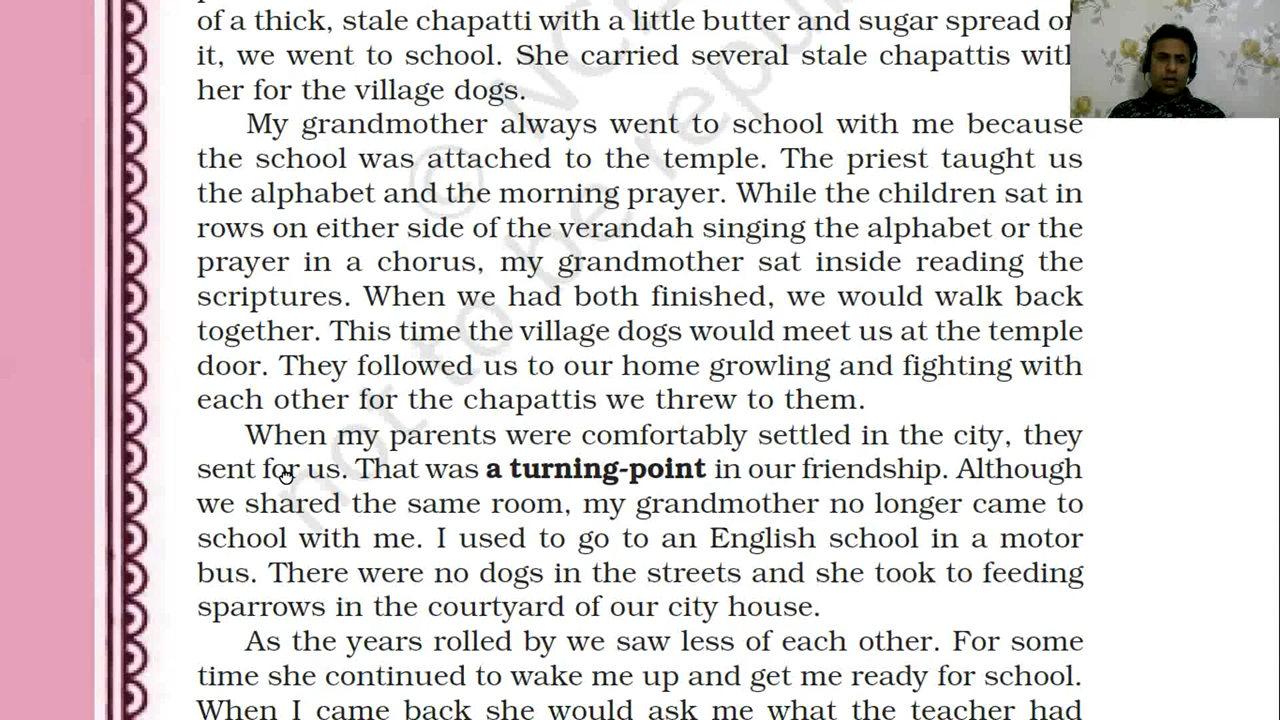 of a thick, stale chapatti with a little butter and sugar spread on
it, we went to school. She carried several stale chapattis with
her for the village dogs.
My grandmother always went to school with me because
the school was attached to the temple. The priest taught us
the alphabet and the morning prayer. While the children sat in
rows on either side of the verandah singing the alphabet or the
prayer in a chorus, my grandmother sat inside reading the
scriptures. When we had both finished, we would walk back
together. This time the village dogs would meet us at the temple
door. They followed us to our home growling and fighting with
each other for the chapattis we threw to them.
When my parents were comfortably settled in the city, they
sent for us. That was a turning-point in our friendship. Although
we shared the same room, my grandmother no longer came to
school with me. I used to go to an English school in a motor
bus. There were no dogs in the streets and she took to feeding
sparrows in the courtyard of our city house.
As the years rolled by we saw less of each other. For some
time she continued to wake me up and get me ready for school.
When I came back she would ask me what the teacher had
not to be repu